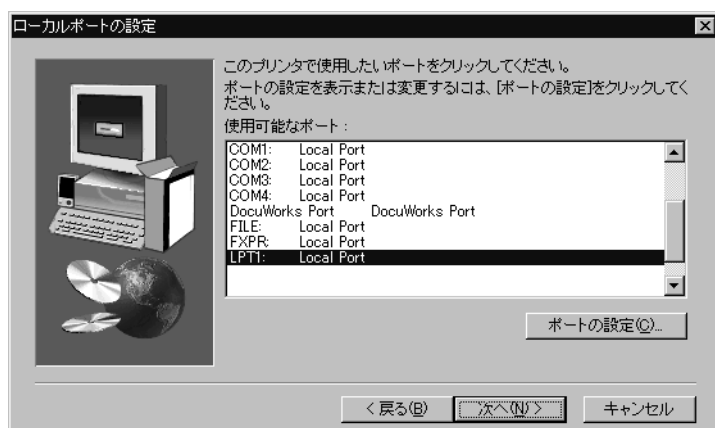 ローカルポートの設定
このプリンタで使用したいポートをクリックしてください。
ポートの設定を表示または変更するには、[ポートの設定]をクリックしてく
ださい。
使用可能なポート：
COM1: Local Port
COM2: Local Port
COM3: Local Port
COM4: Local Port
DocuWorks Port DocuWorks Port
FILE: Local Port
FXPR: Local Port
LPT1: Local Port
ポートの設定(C)...
< 戻る(B)
次へ(N) >
キャンセル